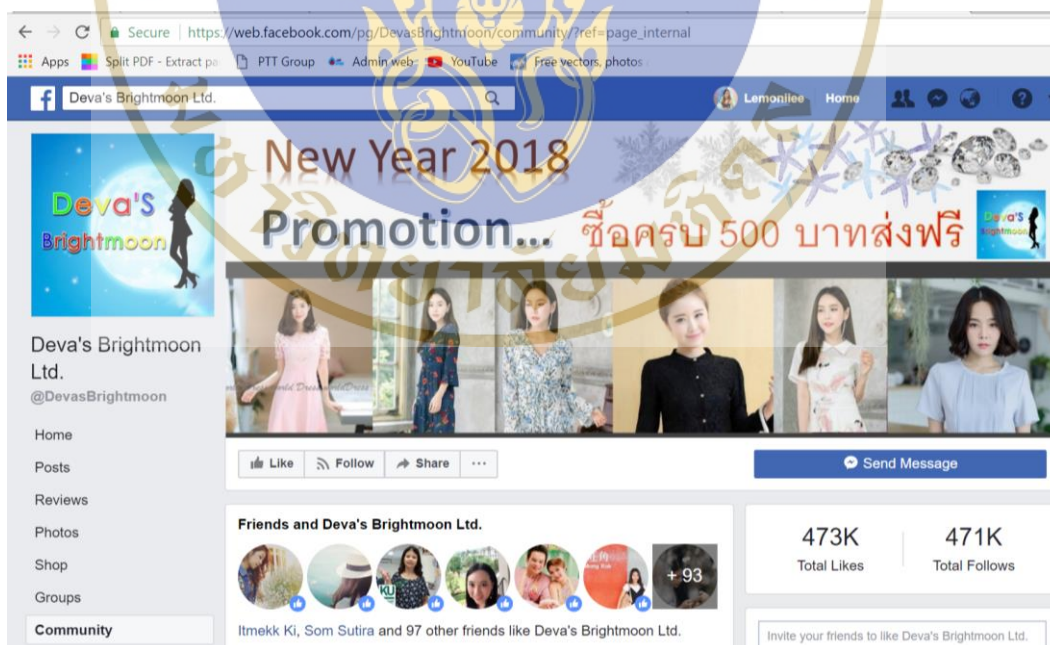 Secure https://web.facebook.com/pg/DevasBrightmoon/community/?ref=page_internal
Apps Split PDF - Extract pa PTT Group Admin web YouTube Free vectors, photos
Deva's Brightmoon Ltd.
Lemoniiee Home
Deva'S
Brightmoon
New Year 2018
Promotion... ซื้อครบ 500 บาทส่งฟรี
Deva'S
Brightmoon
Deva's Brightmoon
Ltd.
@DevasBrightmoon
Home
Posts
Reviews
Photos
Shop
Groups
Community
Like Follow Share ...
Send Message
Friends and Deva's Brightmoon Ltd.
KU
+ 93
Itmekk Ki, Som Sutira and 97 other friends like Deva's Brightmoon Ltd.
473K
Total Likes
471K
Total Follows
Invite your friends to like Deva's Brightmoon Ltd.